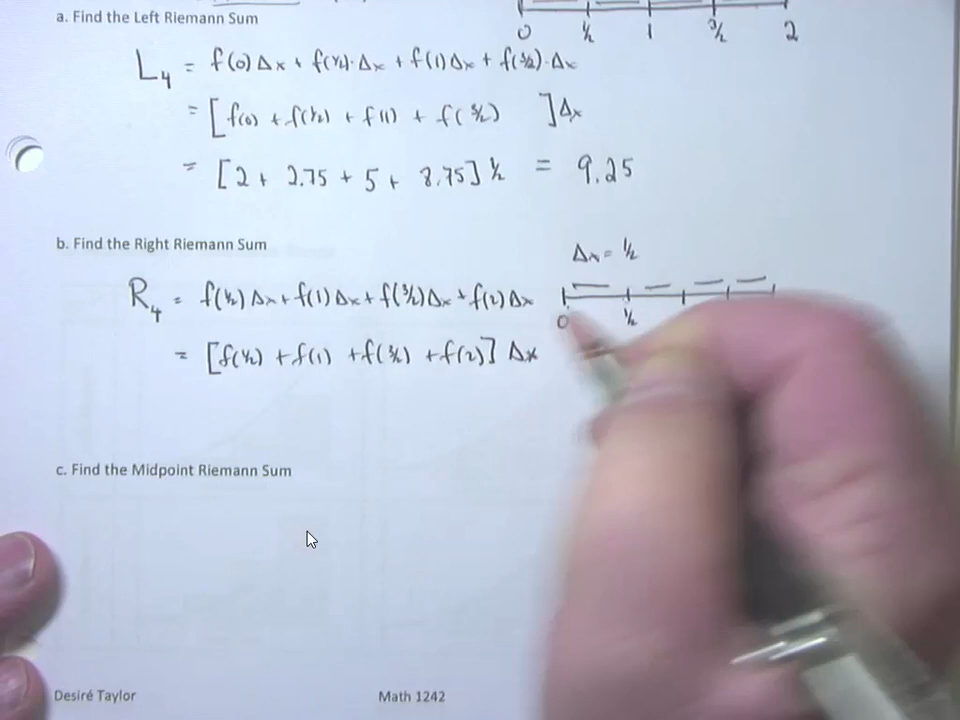 a. Find the Left Riemann Sum
0 ½ 1 3/2 2
L₄ = f(0)Δx + f(½)·Δx + f(1)Δx + f(3/2)·Δx
= [f(0) + f(½) + f(1) + f(3/2) ]Δx
= [2 + 2.75 + 5 + 8.75] ½ = 9.25
b. Find the Right Riemann Sum
Δx = ½
R₄ = f(½)Δx + f(1)Δx + f(3/2)Δx + f(2)Δx
0 ½
= [f(½) + f(1) + f(3/2) + f(2)] Δx
c. Find the Midpoint Riemann Sum
Desiré Taylor Math 1242